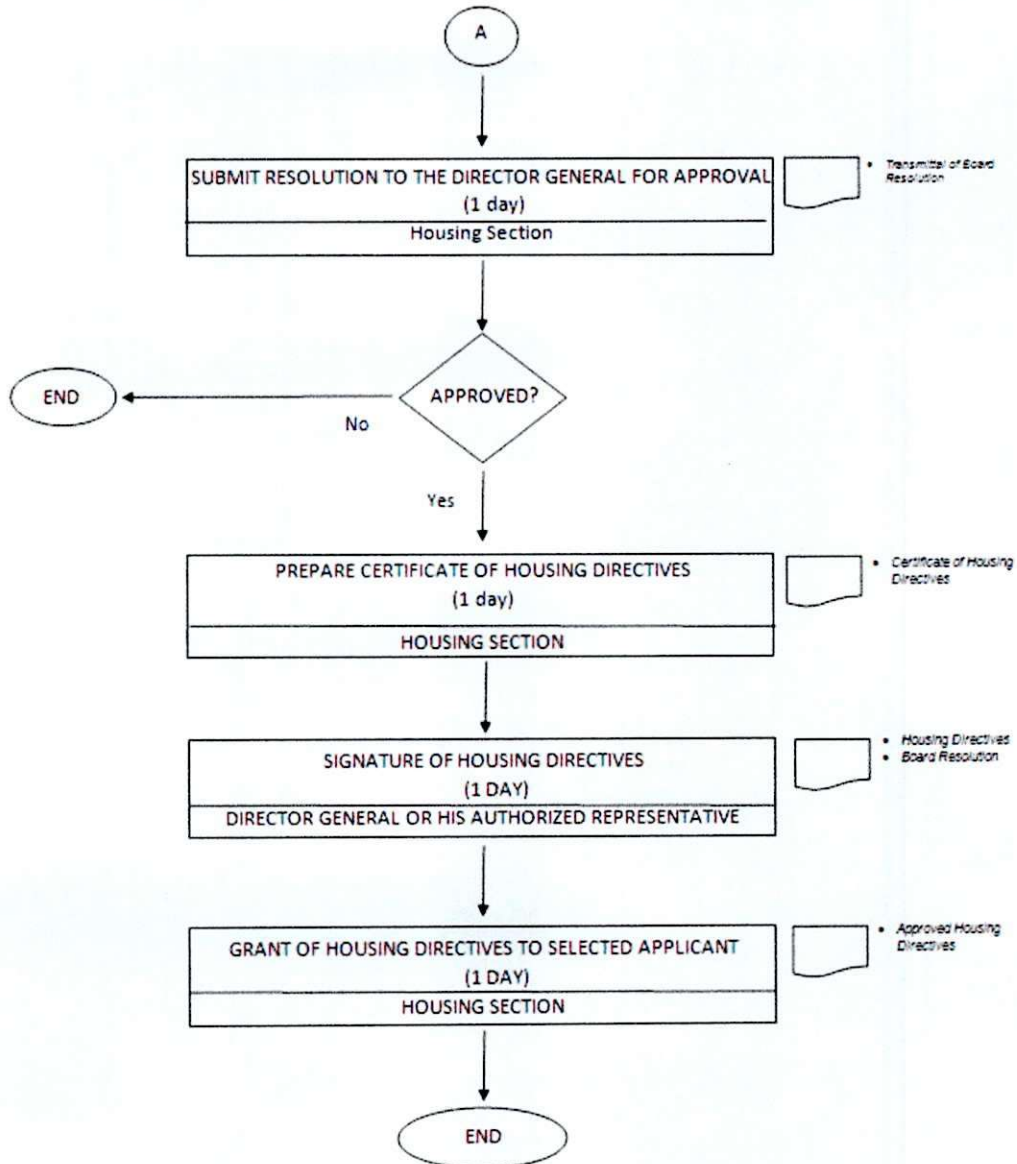 A
SUBMIT RESOLUTION TO THE DIRECTOR GENERAL FOR APPROVAL
(1 day)
Housing Section
• Transmittal of Board
Resolution
APPROVED?
END
No
Yes
PREPARE CERTIFICATE OF HOUSING DIRECTIVES
(1 day)
HOUSING SECTION
• Certificate of Housing
Directives
SIGNATURE OF HOUSING DIRECTIVES
(1 DAY)
DIRECTOR GENERAL OR HIS AUTHORIZED REPRESENTATIVE
• Housing Directives
• Board Resolution
GRANT OF HOUSING DIRECTIVES TO SELECTED APPLICANT
(1 DAY)
HOUSING SECTION
• Approved Housing
Directives
END